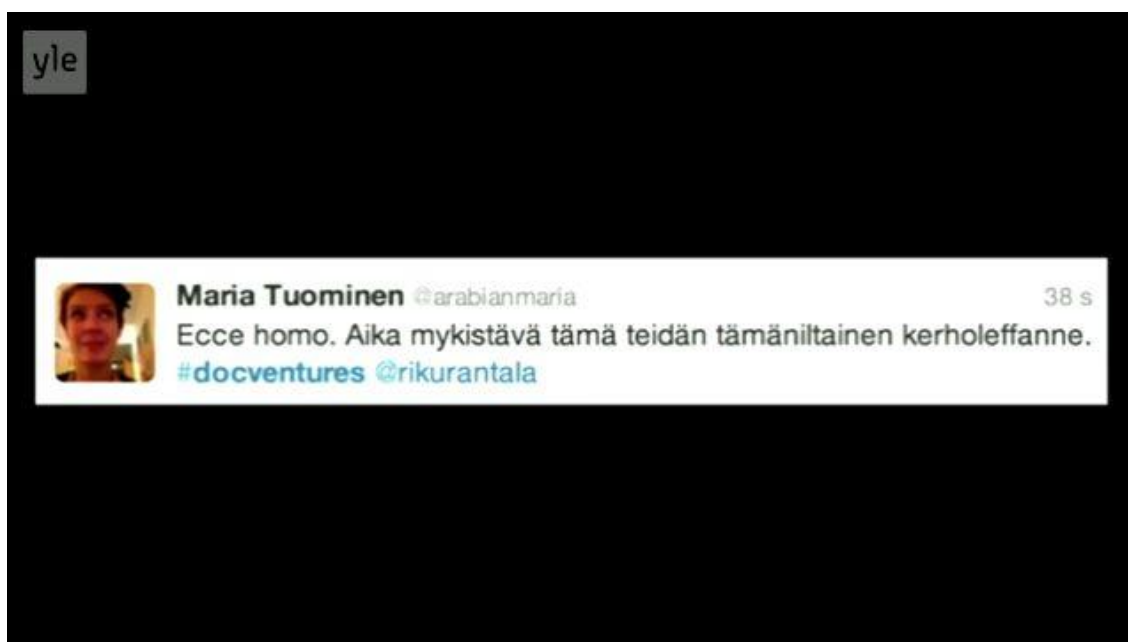 yle
Maria Tuominen @arabianmaria 38 s
Ecce homo. Aika mykistävä tämä teidän tämäniltainen kerholeffanne.
#docventures @rikurantala